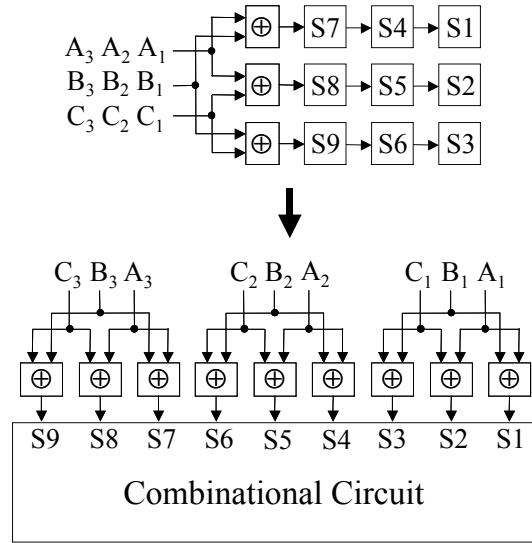 ⊕ S7 S4 S1
A₃ A₂ A₁
B₃ B₂ B₁
⊕ S8 S5 S2
C₃ C₂ C₁
⊕ S9 S6 S3
C₃ B₃ A₃ C₂ B₂ A₂ C₁ B₁ A₁
⊕ ⊕ ⊕ ⊕ ⊕ ⊕ ⊕ ⊕ ⊕
S9 S8 S7 S6 S5 S4 S3 S2 S1
Combinational Circuit